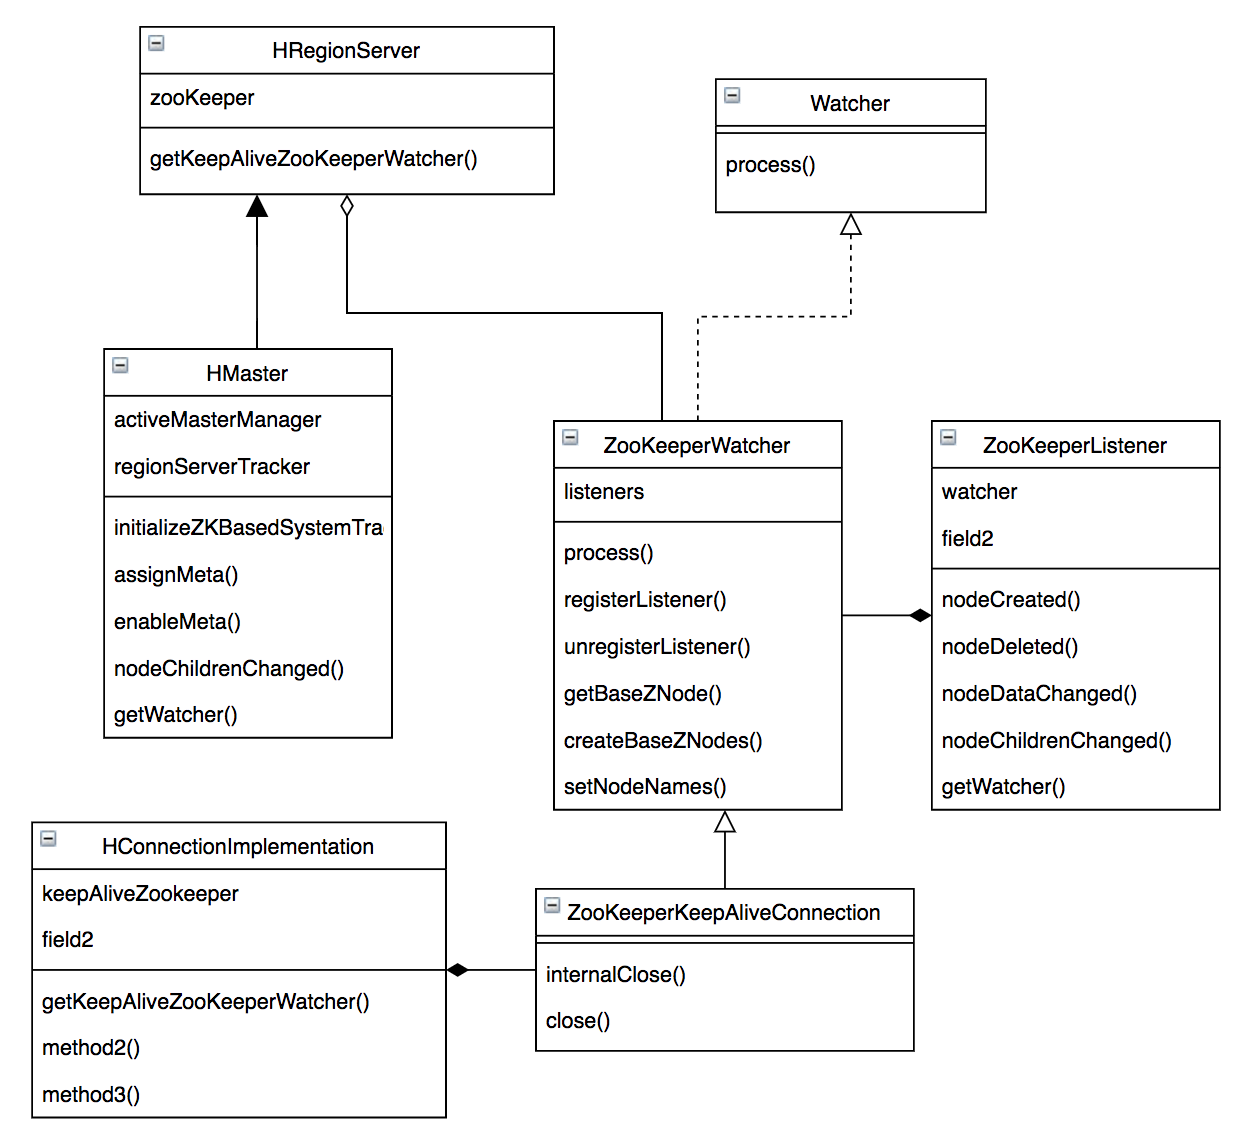 HRegionServer
zooKeeper
getKeepAliveZooKeeperWatcher()
Watcher
process()
HMaster
activeMasterManager
regionServerTracker
initializeZKBasedSystemTra
assignMeta()
enableMeta()
nodeChildrenChanged()
getWatcher()
ZooKeeperWatcher
listeners
process()
registerListener()
unregisterListener()
getBaseZNode()
createBaseZNodes()
setNodeNames()
ZooKeeperListener
watcher
field2
nodeCreated()
nodeDeleted()
nodeDataChanged()
nodeChildrenChanged()
getWatcher()
HConnectionImplementation
keepAliveZookeeper
field2
getKeepAliveZooKeeperWatcher()
method2()
method3()
ZooKeeperKeepAliveConnection
internalClose()
close()